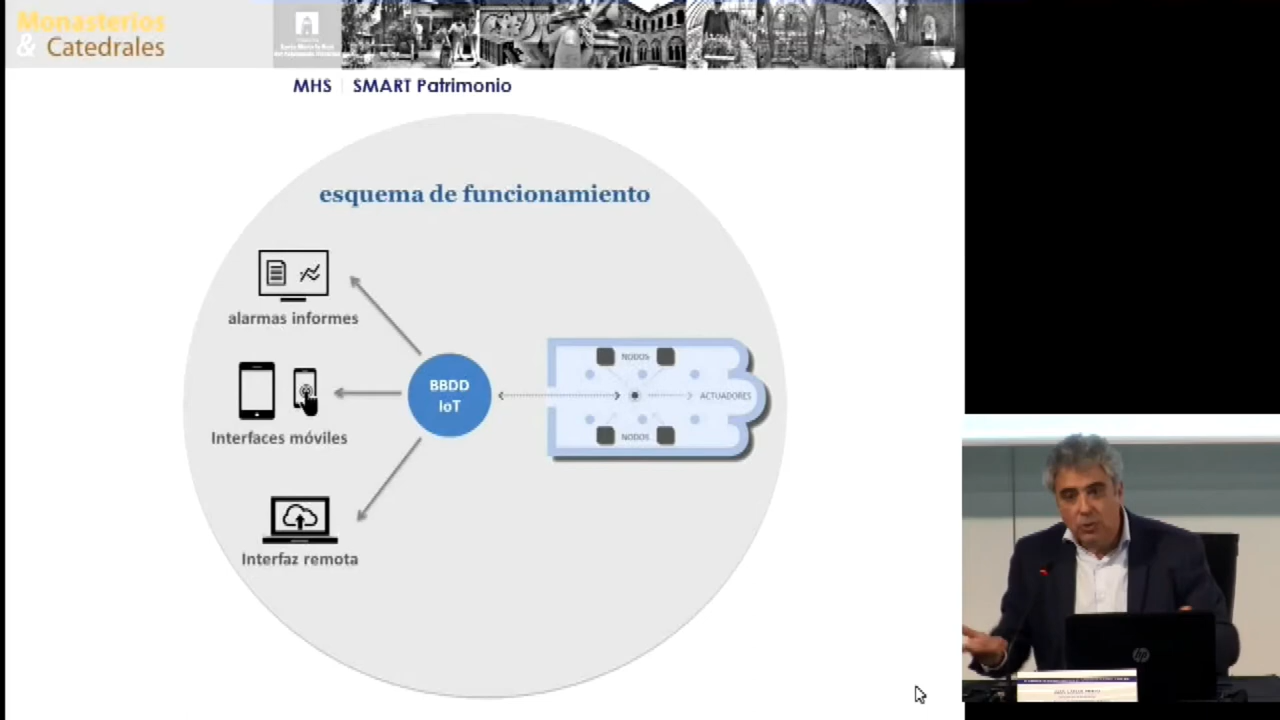 Monasterios
& Catedrales
MHS | SMART Patrimonio
esquema de funcionamiento
alarmas informes
Interfaces móviles
Interfaz remota
BBDD
IoT
NODOS
ACTUADORES
NODOS
hp